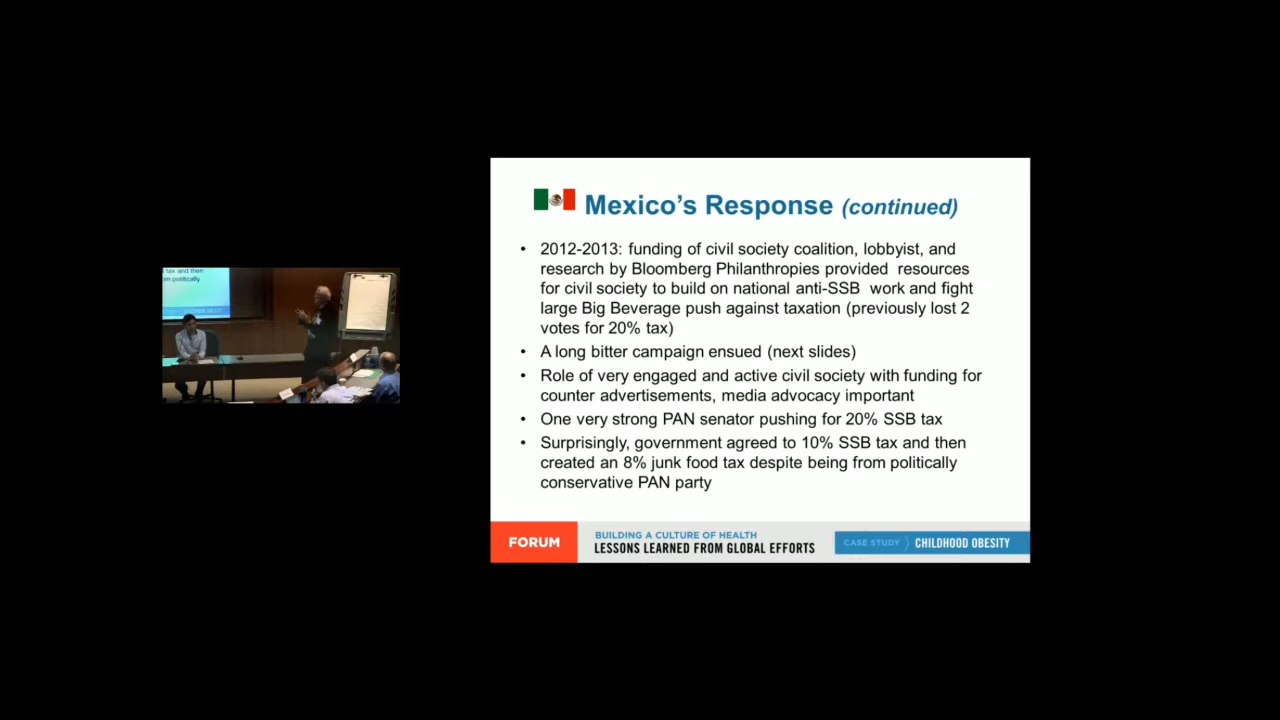 tax and then
m politically
Mexico's Response (continued)
• 2012-2013: funding of civil society coalition, lobbyist, and
research by Bloomberg Philanthropies provided resources
for civil society to build on national anti-SSB work and fight
large Big Beverage push against taxation (previously lost 2
votes for 20% tax)
• A long bitter campaign ensued (next slides)
• Role of very engaged and active civil society with funding for
counter advertisements, media advocacy important
• One very strong PAN senator pushing for 20% SSB tax
• Surprisingly, government agreed to 10% SSB tax and then
created an 8% junk food tax despite being from politically
conservative PAN party
FORUM
BUILDING A CULTURE OF HEALTH
LESSONS LEARNED FROM GLOBAL EFFORTS
CASE STUDY 〉 CHILDHOOD OBESITY